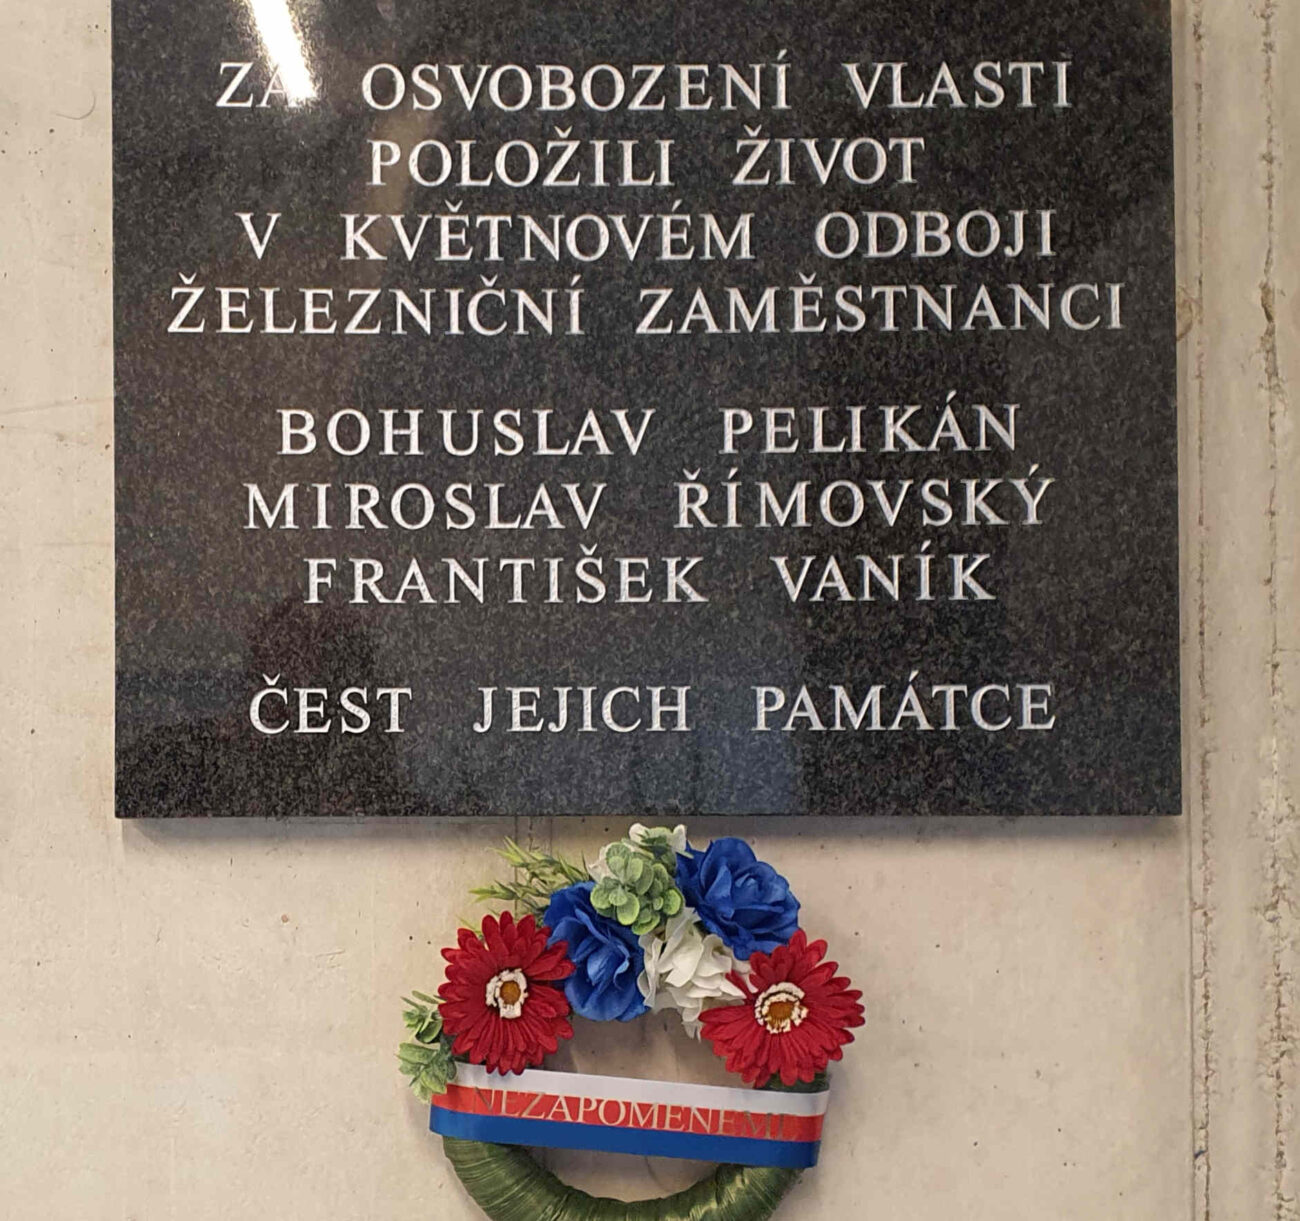 ZA OSVOBOZENÍ VLASTI
POLOŽILI ŽIVOT
V KVĚTNOVÉM ODBOJI
ŽELEZNIČNÍ ZAMĚSTNANCI
BOHUSLAV PELIKÁN
MIROSLAV ŘÍMOVSKÝ
FRANTIŠEK VANÍK
ČEST JEJICH PAMÁTCE
NEZAPOMENEME